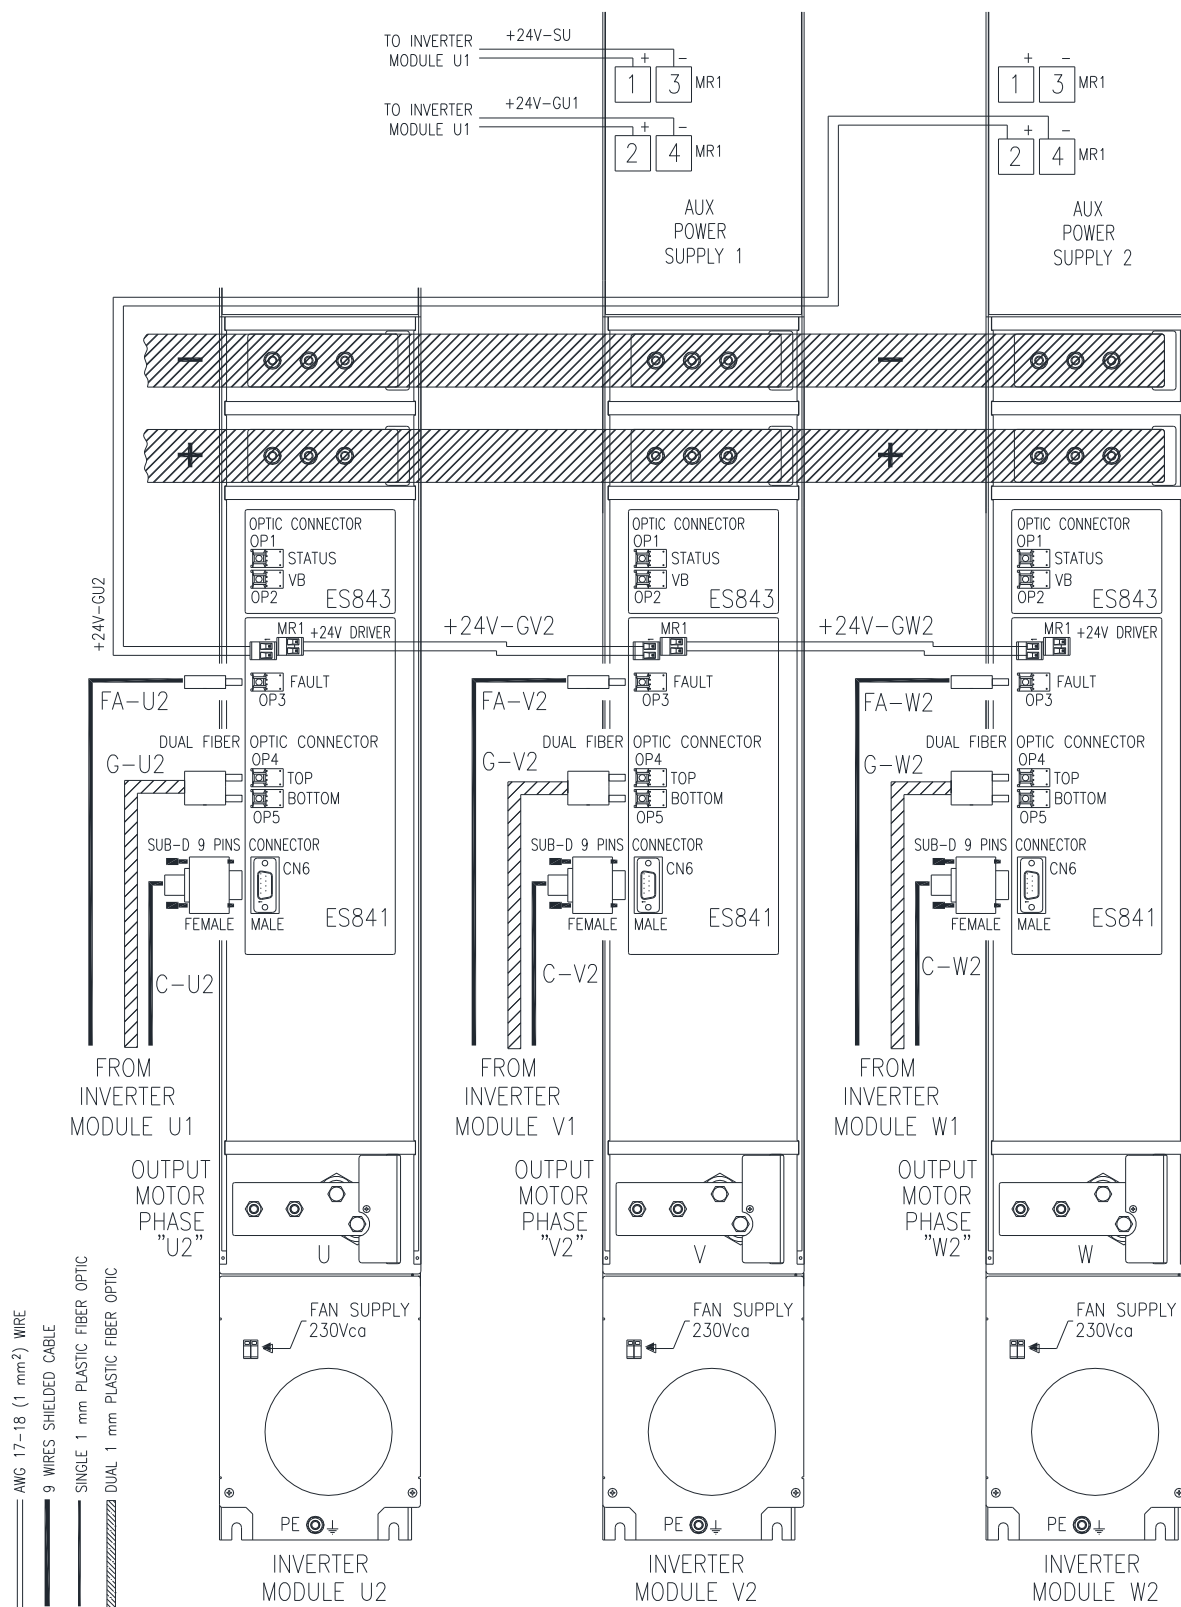 TO INVERTER
MODULE U1
+24V-SU
+
-
1
3
MR1
TO INVERTER
MODULE U1
+24V-GU1
+
-
2
4
MR1
AUX
POWER
SUPPLY 1
+
-
1
3
MR1
+
-
2
4
MR1
AUX
POWER
SUPPLY 2
-
-
+
+
OPTIC CONNECTOR
OP1
STATUS
VB
OP2
ES843
OPTIC CONNECTOR
OP1
STATUS
VB
OP2
ES843
OPTIC CONNECTOR
OP1
STATUS
VB
OP2
ES843
+24V-GU2
MR1
+24V DRIVER
+24V-GV2
MR1
+24V-GW2
MR1
+24V DRIVER
FA-U2
FAULT
OP3
FA-V2
FAULT
OP3
FA-W2
FAULT
OP3
DUAL FIBER
OPTIC CONNECTOR
G-U2
OP4
TOP
BOTTOM
OP5
DUAL FIBER
OPTIC CONNECTOR
G-V2
OP4
TOP
BOTTOM
OP5
DUAL FIBER
OPTIC CONNECTOR
G-W2
OP4
TOP
BOTTOM
OP5
SUB-D 9 PINS
CONNECTOR
CN6
FEMALE
MALE
ES841
SUB-D 9 PINS
CONNECTOR
CN6
FEMALE
MALE
ES841
SUB-D 9 PINS
CONNECTOR
CN6
FEMALE
MALE
ES841
C-U2
C-V2
C-W2
FROM
INVERTER
MODULE U1
FROM
INVERTER
MODULE V1
FROM
INVERTER
MODULE W1
OUTPUT
MOTOR
PHASE
"U2"
U
OUTPUT
MOTOR
PHASE
"V2"
V
OUTPUT
MOTOR
PHASE
"W2"
W
FAN SUPPLY
230Vca
FAN SUPPLY
230Vca
FAN SUPPLY
230Vca
PE
PE
PE
INVERTER
MODULE U2
INVERTER
MODULE V2
INVERTER
MODULE W2
AWG 17-18 (1 mm²) WIRE
9 WIRES SHIELDED CABLE
SINGLE 1 mm PLASTIC FIBER OPTIC
DUAL 1 mm PLASTIC FIBER OPTIC